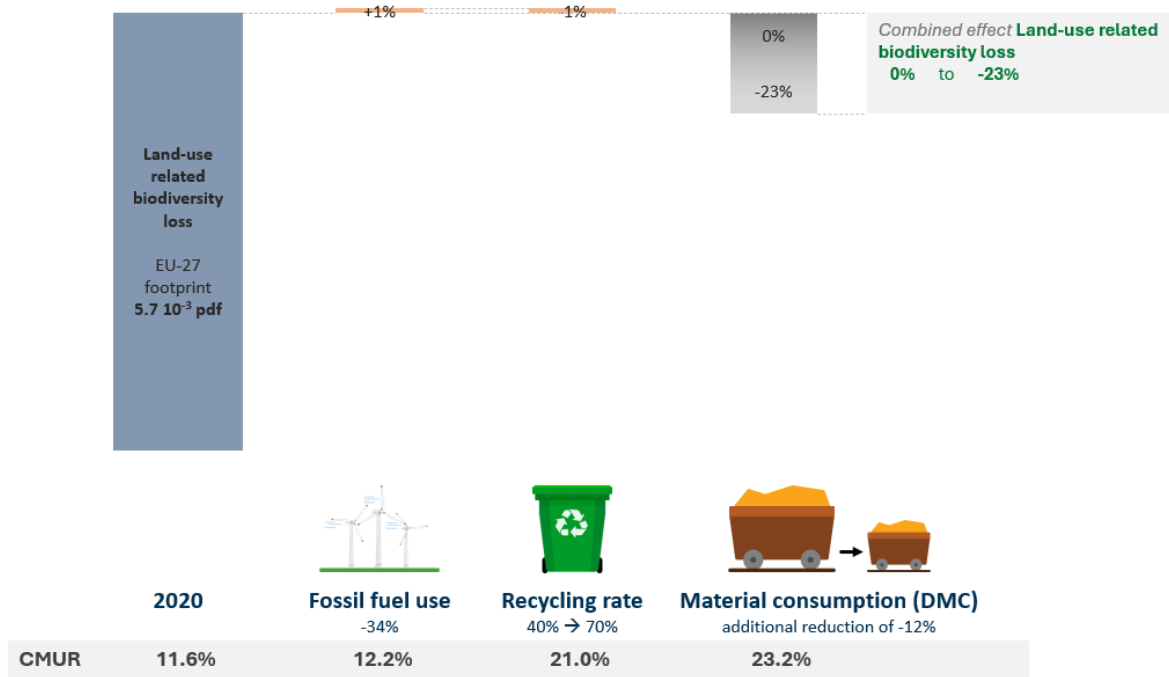 +1%
-1%
0%
-23%
Combined effect Land-use related
biodiversity loss
0% to -23%
Land-use
related
biodiversity
loss
EU-27
footprint
5.7 10⁻³ pdf
2020
Fossil fuel use
-34%
Recycling rate
40% → 70%
Material consumption (DMC)
additional reduction of -12%
CMUR 11.6% 12.2% 21.0% 23.2%